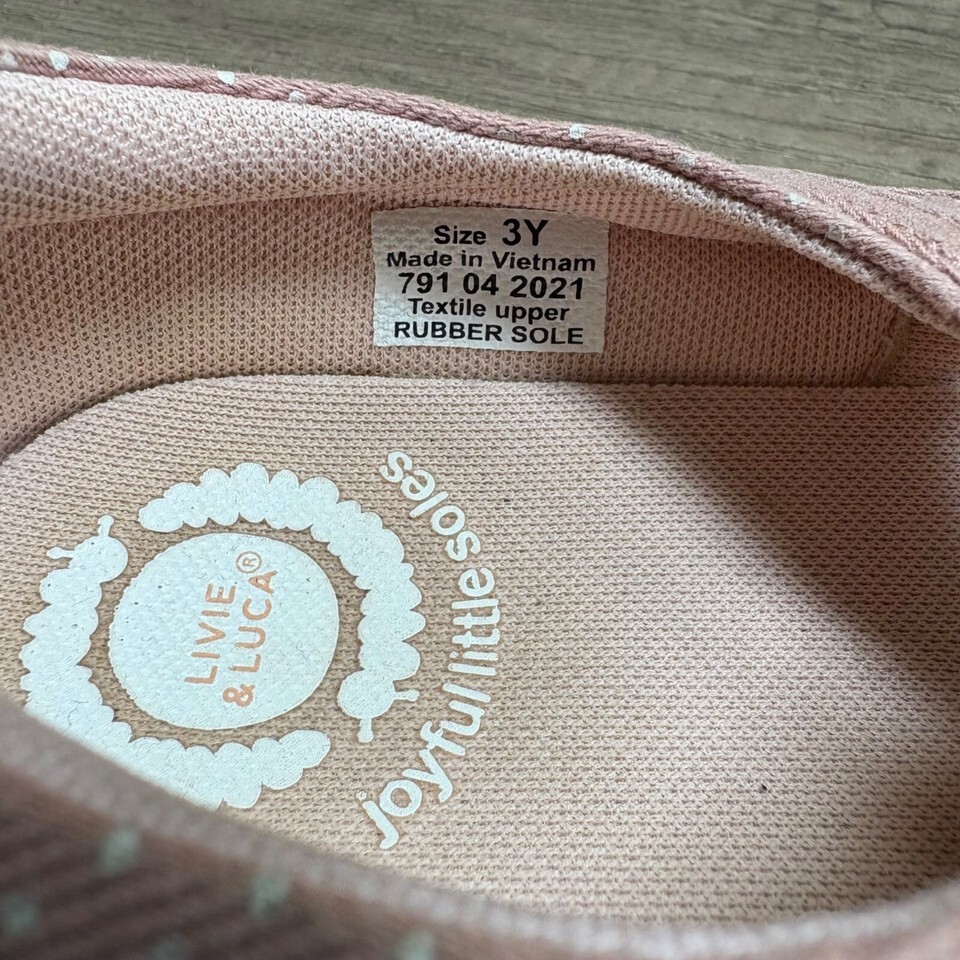 Size 3Y
Made in Vietnam
791 04 2021
Textile upper
RUBBER SOLE
LIVIE
& LUCA®
joyful little soles